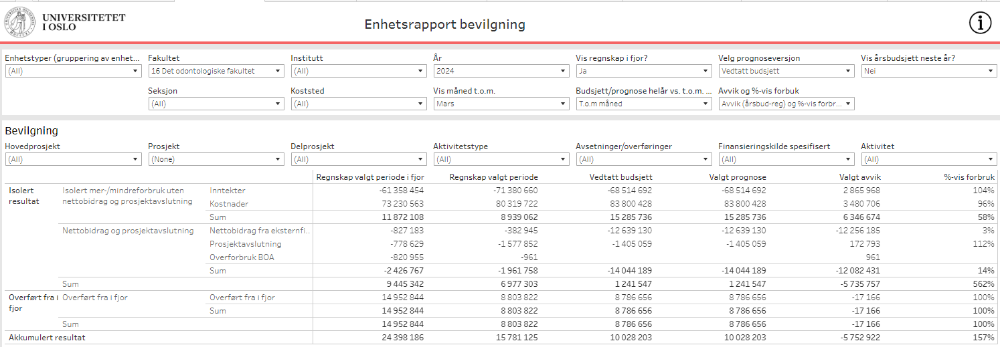 UNIVERSITETET
I OSLO
Enhetsrapport bevilgning
Enhetstyper (gruppering av enhet... Fakultet Institutt År Vis regnskap i fjor? Velg prognoseversjon Vis årsbudsjett neste år?
(All) 16 Det odontologiske fakultet (All) 2024 Ja Vedtatt budsjett Nei
Seksjon Koststed Vis måned t.o.m. Budsjett/prognose helår vs. t.o.m. ... Avvik og %-vis forbuk
(All) (All) Mars T.o.m måned Avvik (årsbud-reg) og %-vis forbr...
Bevilgning
Hovedprosjekt Prosjekt Delprosjekt Aktivitetstype Avsetninger/overføringer Finansieringskilde spesifisert Aktivitet
(All) (None) (All) (All) (All) (All) (All)
Regnskap valgt periode i fjor Regnskap valgt periode Vedtatt budsjett Valgt prognose Valgt avvik %-vis forbruk
Isolert Isolert mer-/mindreforbruk uten Inntekter -61 358 454 -71 380 660 -68 514 692 -68 514 692 2 865 968 104%
resultat nettobidrag og prosjektavslutning Kostnader 73 230 563 80 319 722 83 800 428 83 800 428 3 480 706 96%
Sum 11 872 108 8 939 062 15 285 736 15 285 736 6 346 674 58%
Nettobidrag og prosjektavslutning Nettobidrag fra eksternfi.. -827 183 -382 945 -12 639 130 -12 639 130 -12 256 185 3%
Prosjektavslutning -778 629 -1 577 852 -1 405 059 -1 405 059 172 793 112%
Overforbruk BOA -820 955 -961 961
Sum -2 426 767 -1 961 758 -14 044 189 -14 044 189 -12 082 431 14%
Sum 9 445 342 6 977 303 1 241 547 1 241 547 -5 735 757 562%
Overført fra i Overført fra i fjor Overført fra i fjor 14 952 844 8 803 822 8 786 656 8 786 656 -17 166 100%
fjor Sum 14 952 844 8 803 822 8 786 656 8 786 656 -17 166 100%
Sum 14 952 844 8 803 822 8 786 656 8 786 656 -17 166 100%
Akkumulert resultat 24 398 186 15 781 125 10 028 203 10 028 203 -5 752 922 157%